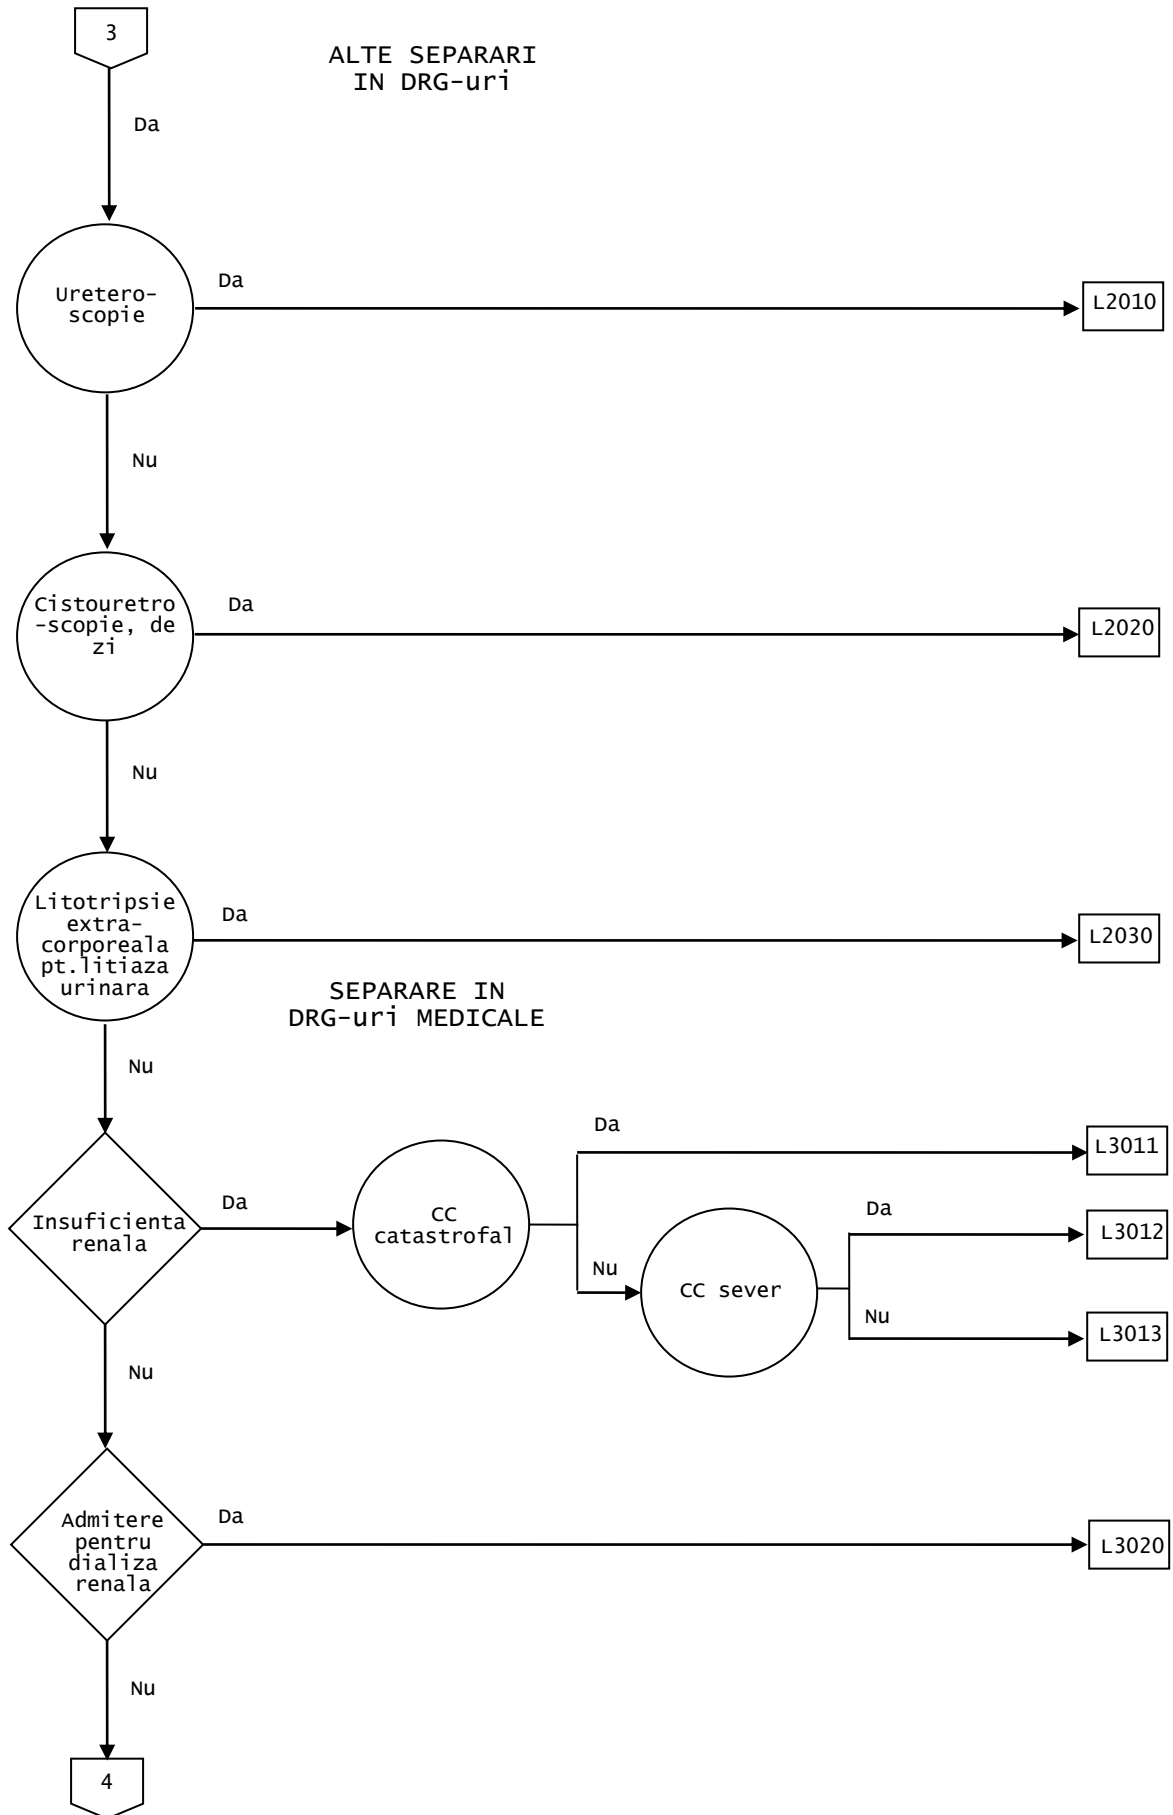 3
ALTE SEPARARI
IN DRG-uri
Da
Uretero-
scopie
Da
L2010
Nu
Cistouretro
-scopie, de
zi
Da
L2020
Nu
Litotripsie
extra-
corporeala
pt.litiaza
urinara
Da
L2030
SEPARARE IN
DRG-uri MEDICALE
Nu
Insuficienta
renala
Da
CC
catastrofal
Da
L3011
Nu
CC sever
Da
L3012
Nu
L3013
Nu
Admitere
pentru
dializa
renala
Da
L3020
Nu
4